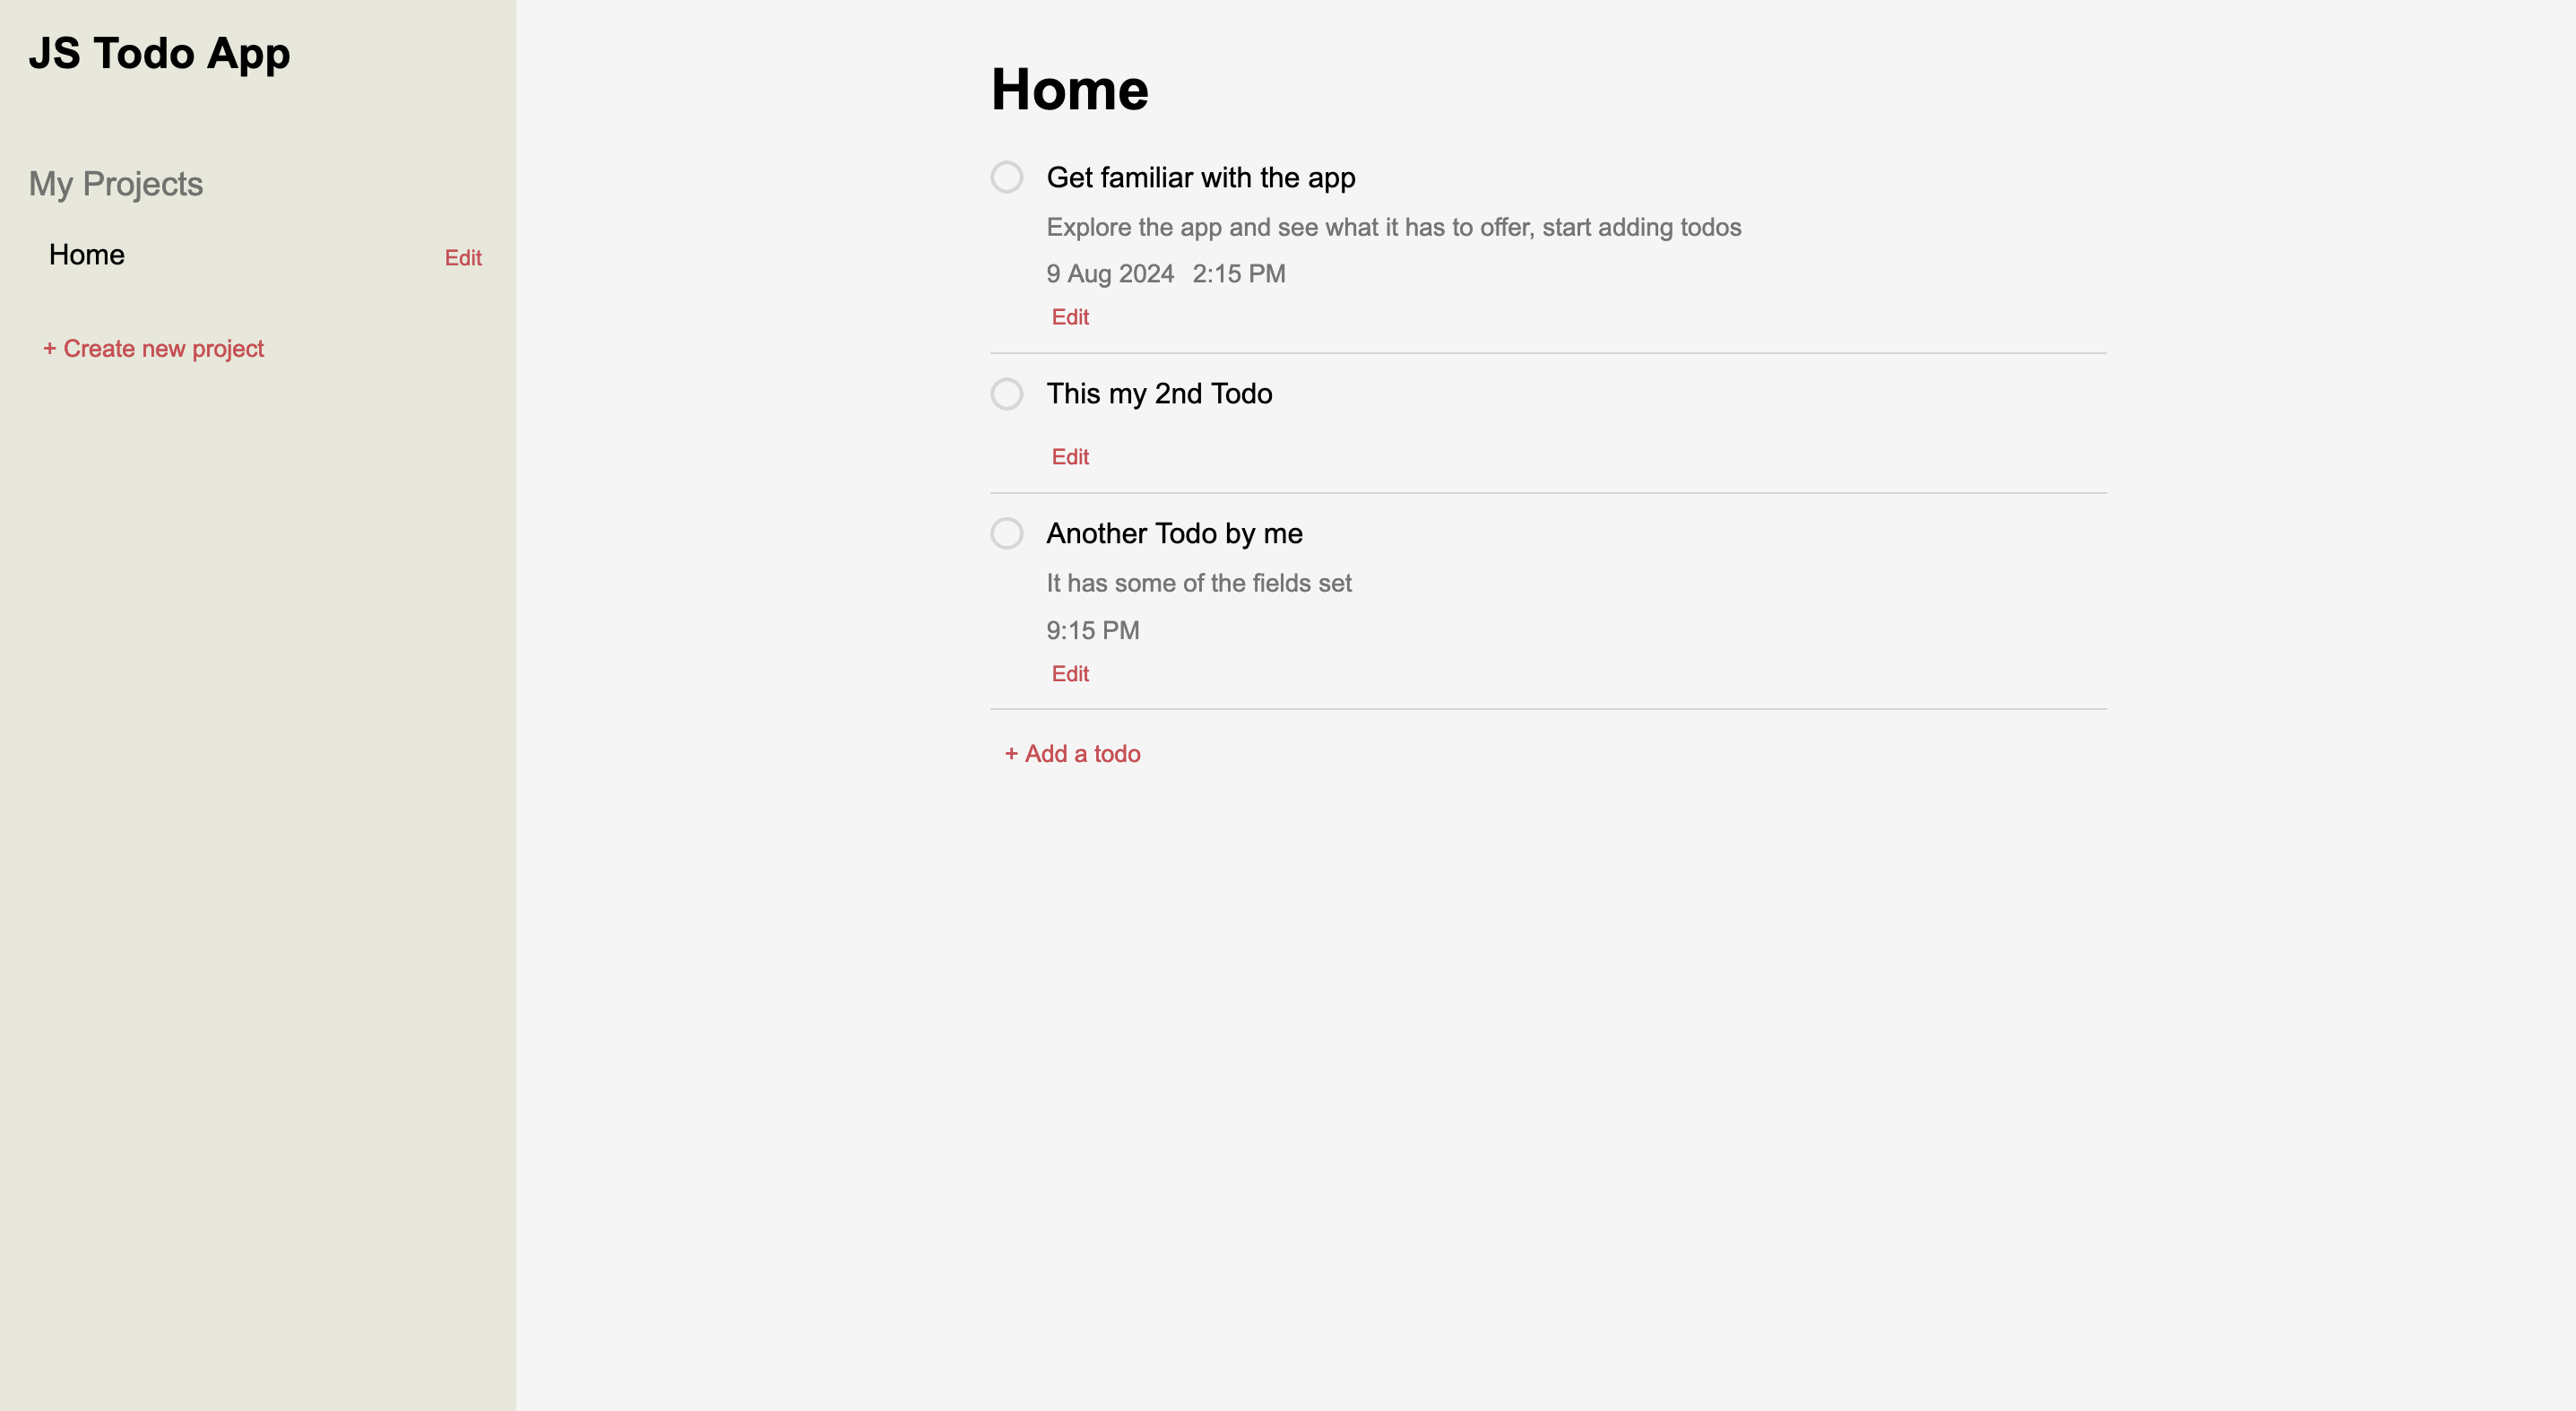 JS Todo App
My Projects
Home
Edit
+ Create new project
Home
Get familiar with the app
Explore the app and see what it has to offer, start adding todos
9 Aug 2024 2:15 PM
Edit
This my 2nd Todo
Edit
Another Todo by me
It has some of the fields set
9:15 PM
Edit
+ Add a todo